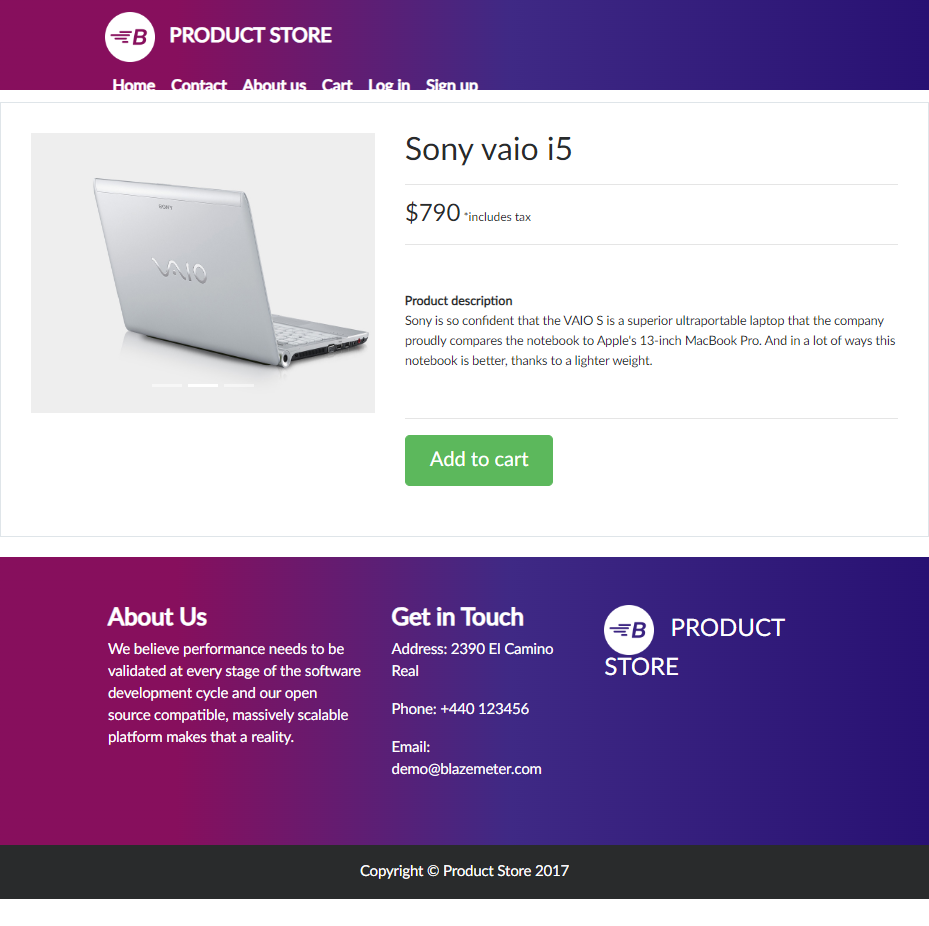 B PRODUCT STORE
Home Contact About us Cart Log in Sign up
SONY
VAIO
Sony vaio i5
$790 *includes tax
Product description
Sony is so confident that the VAIO S is a superior ultraportable laptop that the company
proudly compares the notebook to Apple's 13-inch MacBook Pro. And in a lot of ways this
notebook is better, thanks to a lighter weight.
Add to cart
About Us
We believe performance needs to be
validated at every stage of the software
development cycle and our open
source compatible, massively scalable
platform makes that a reality.
Get in Touch
Address: 2390 El Camino
Real
Phone: +440 123456
Email:
demo@blazemeter.com
B PRODUCT
STORE
Copyright © Product Store 2017